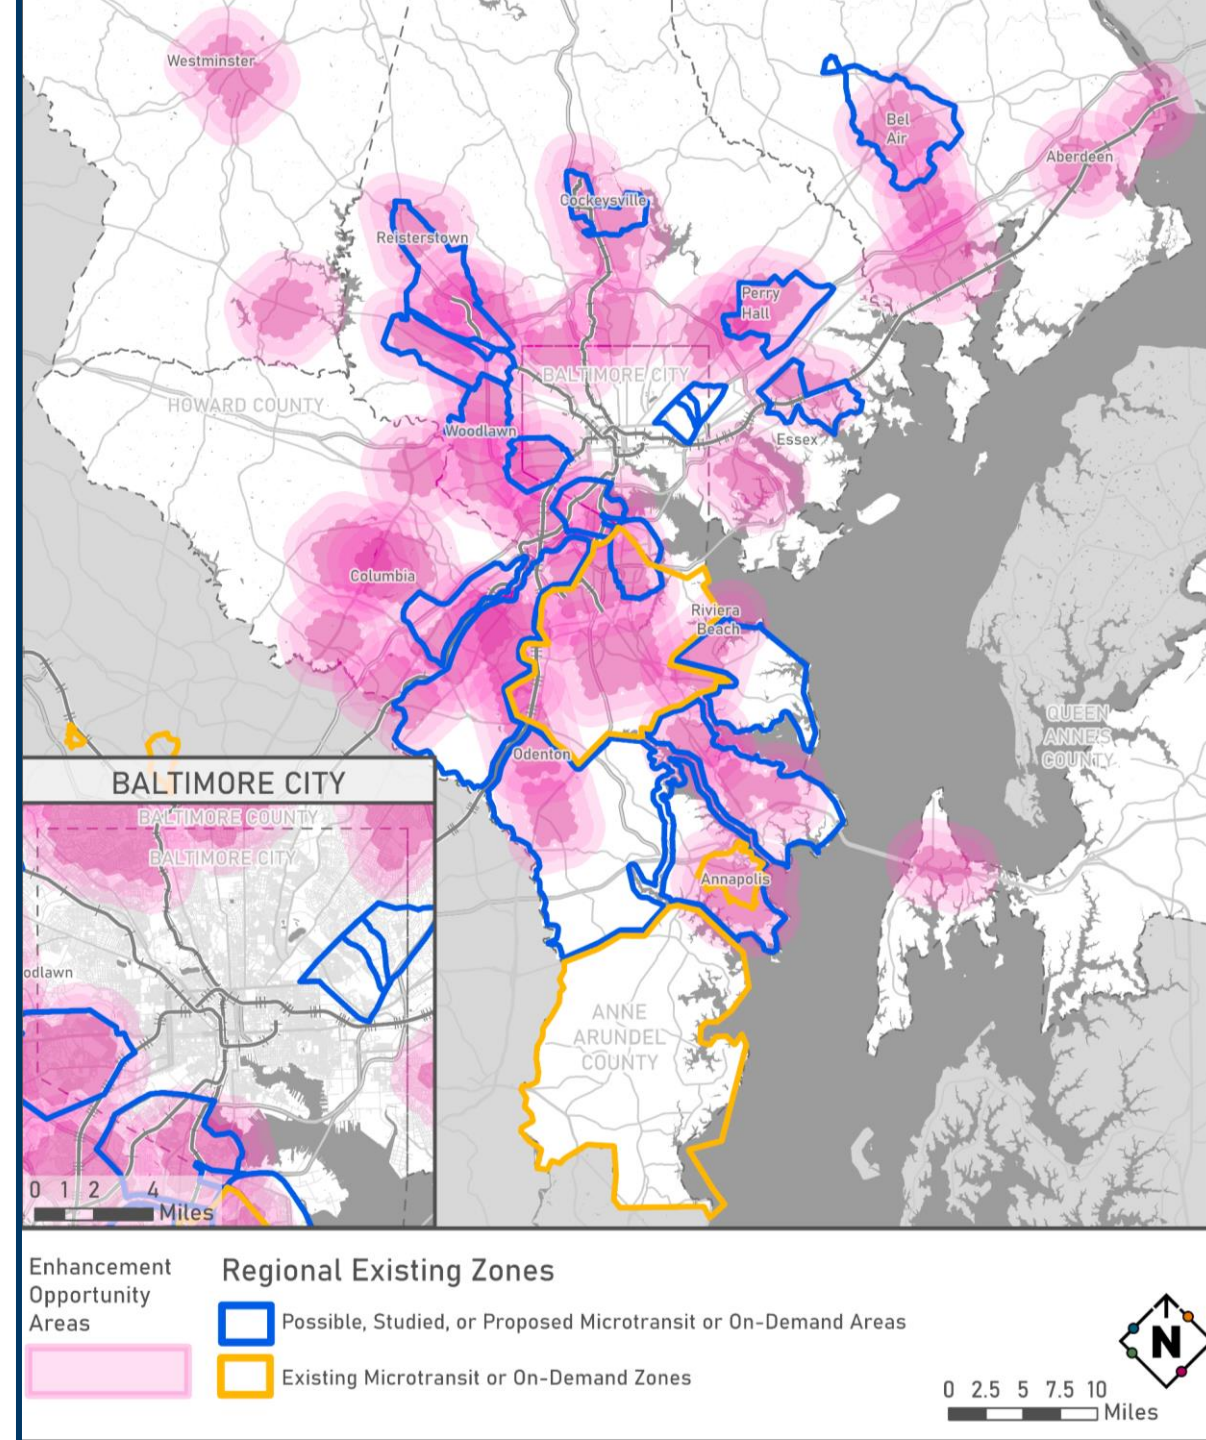 Westminster
Bel
Air
Aberdeen
Cockeysville
Reisterstown
Perry
Hall
BALTIMORE CITY
HOWARD COUNTY
Woodlawn
Essex
Columbia
Riviera
Beach
QUEEN
ANNE'S
COUNTY
Odenton
Annapolis
ANNE
ARUNDEL
COUNTY
BALTIMORE CITY
BALTIMORE COUNTY
BALTIMORE CITY
odlawn
0 1 2 4
Miles
Enhancement
Opportunity
Areas
Regional Existing Zones
Possible, Studied, or Proposed Microtransit or On-Demand Areas
Existing Microtransit or On-Demand Zones
N
0 2.5 5 7.5 10
Miles